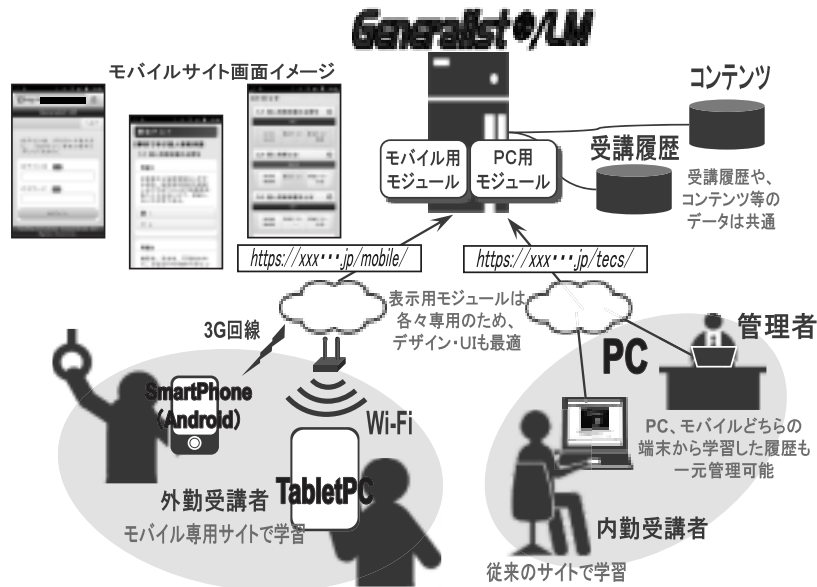 Generalist®/LM
モバイルサイト画面イメージ
コンテンツ
受講履歴
モバイル用
モジュール
PC用
モジュール
受講履歴や、
コンテンツ等の
データは共通
https://xxx・・・.jp/mobile/
https://xxx・・・.jp/tecs/
表示用モジュールは
各々専用のため、
デザイン・UIも最適
3G回線
管理者
PC
SmartPhone
(Android)
Wi-Fi
PC、モバイルどちらの
端末から学習した履歴も
一元管理可能
TabletPC
外勤受講者
モバイル専用サイトで学習
内勤受講者
従来のサイトで学習